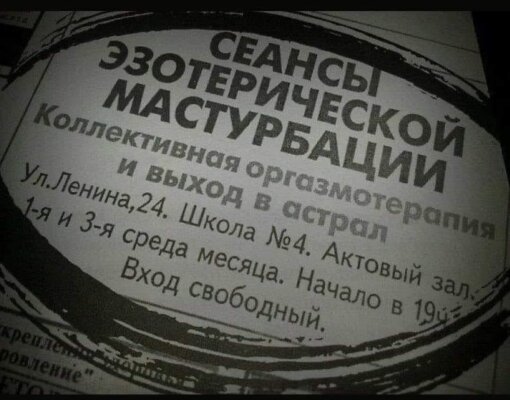 СЕАНСЫ
ЭЗОТЕРИЧЕСКОЙ
МАСТУРБАЦИИ
Коллективная оргазмотерапия
и выход в астрал
Ул.Ленина,24. Школа №4. Актовый зал.
1-я и 3-я среда месяца. Начало в 19ч.
Вход свободный.